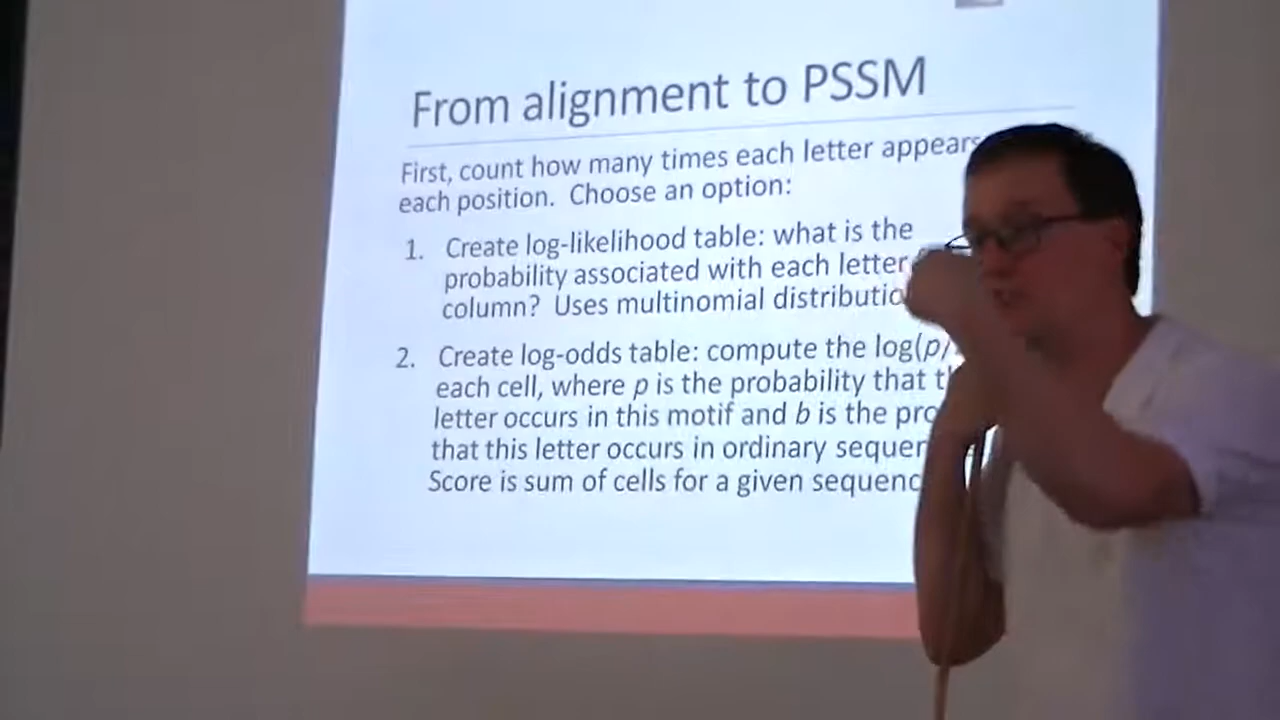 From alignment to PSSM
First, count how many times each letter appears
each position. Choose an option:
1. Create log-likelihood table: what is the
probability associated with each letter
column? Uses multinomial
2. Create log-odds table: compute the log(p/
each cell, where p is the probability that
letter occurs in this motif and b is the
that this letter occurs in ordinary
Score is sum of cells for a given